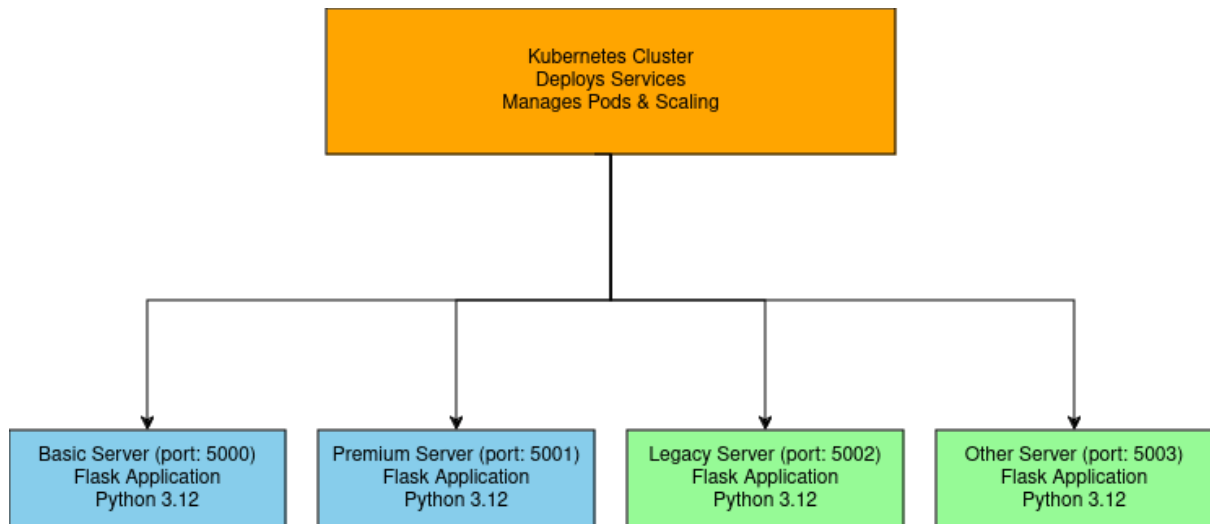 Kubernetes Cluster
Deploys Services
Manages Pods & Scaling
Basic Server (port: 5000)
Flask Application
Python 3.12
Premium Server (port: 5001)
Flask Application
Python 3.12
Legacy Server (port: 5002)
Flask Application
Python 3.12
Other Server (port: 5003)
Flask Application
Python 3.12